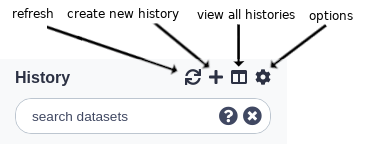 refresh create new history view all histories options
History
search datasets